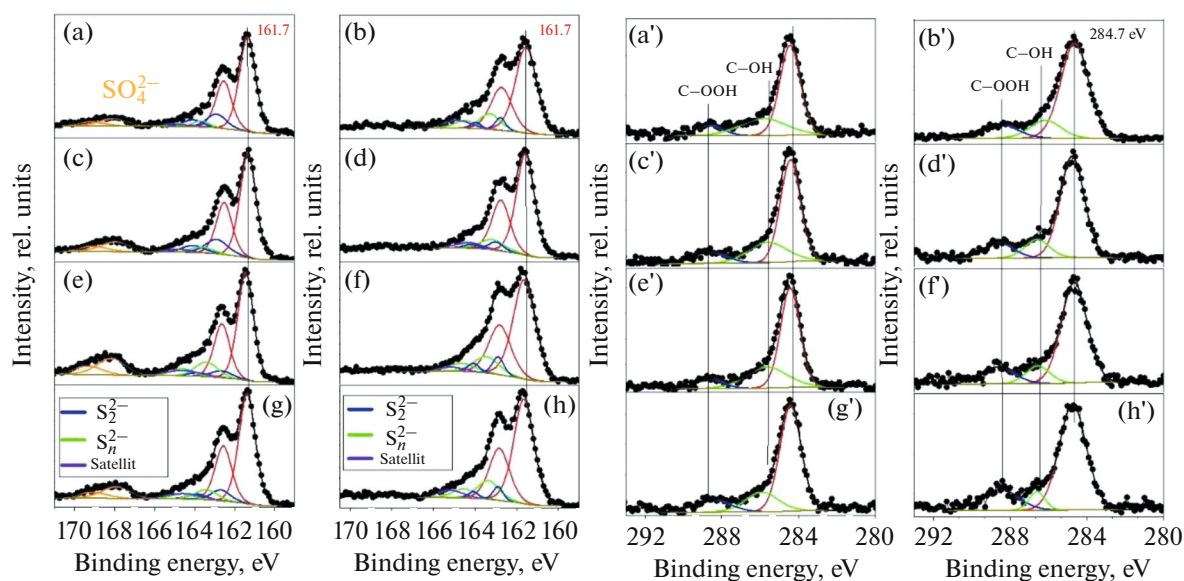 (a) 161.7
SO₄²⁻
(c)
(e)
(g)
S₂²⁻
Sₙ²⁻
Satellit
Intensity, rel. units
170 168 166 164 162 160
Binding energy, eV
(b) 161.7
(d)
(f)
(h)
S₂²⁻
Sₙ²⁻
Satellit
Intensity, rel. units
170 168 166 164 162 160
Binding energy, eV
(a')
C–OH
C–OOH
(c')
(e')
(g')
Intensity, rel. units
292 288 284 280
Binding energy, eV
(b') 284.7 eV
C–OH
C–OOH
(d')
(f')
(h')
Intensity, rel. units
292 288 284 280
Binding energy, eV